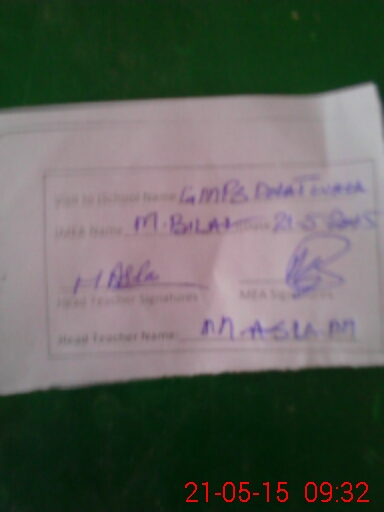 Visit to (School Name) GMPS
MEA Name M.BILAL Date 21-5-2015
H Asla
Head Teacher Signatures MEA Signatures
Head Teacher Name: M.ASLAM
21-05-15 09:32